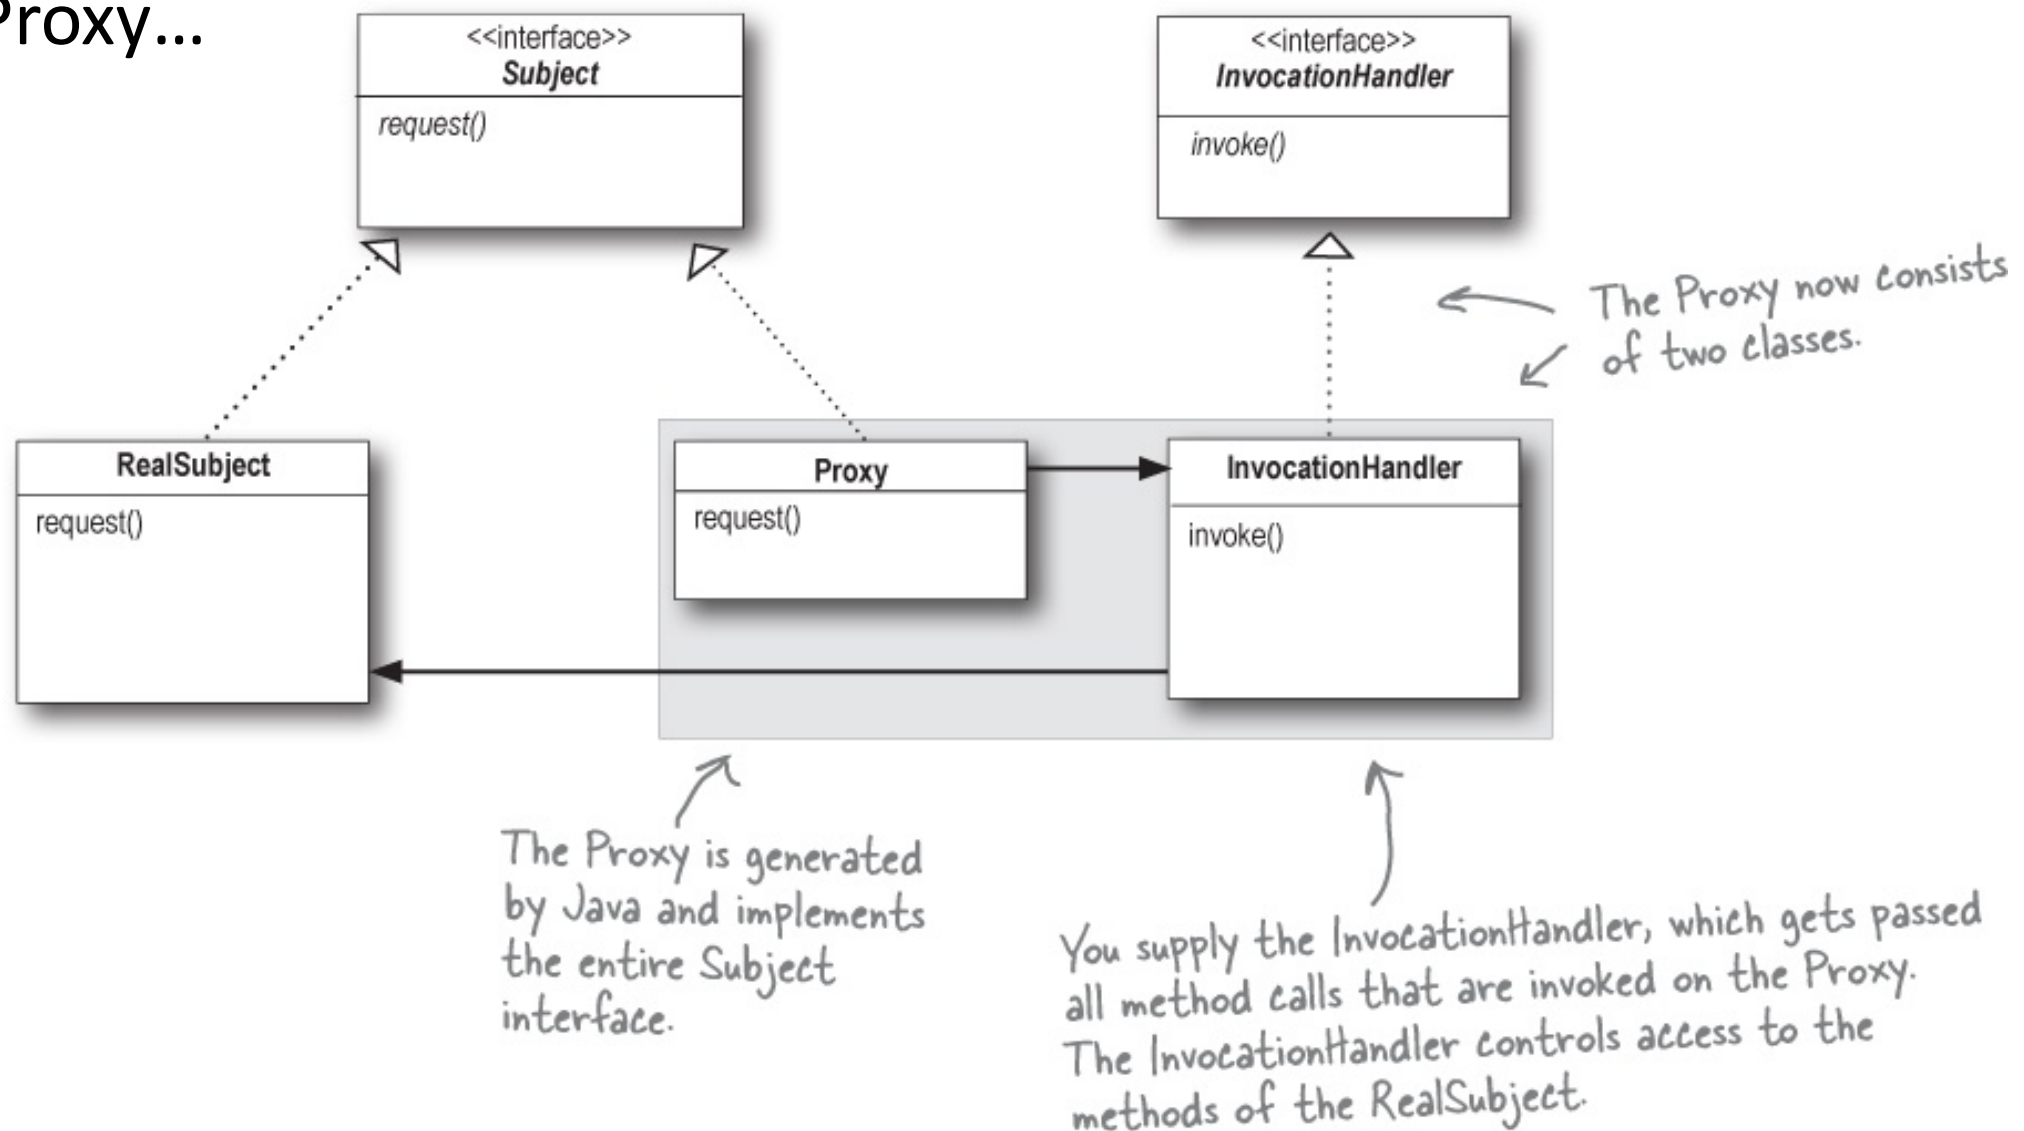 Proxy...
<<interface>>
Subject
request()
<<interface>>
InvocationHandler
invoke()
The Proxy now consists
of two classes.
RealSubject
request()
Proxy
request()
InvocationHandler
invoke()
The Proxy is generated
by Java and implements
the entire Subject
interface.
You supply the InvocationHandler, which gets passed
all method calls that are invoked on the Proxy.
The InvocationHandler controls access to the
methods of the RealSubject.